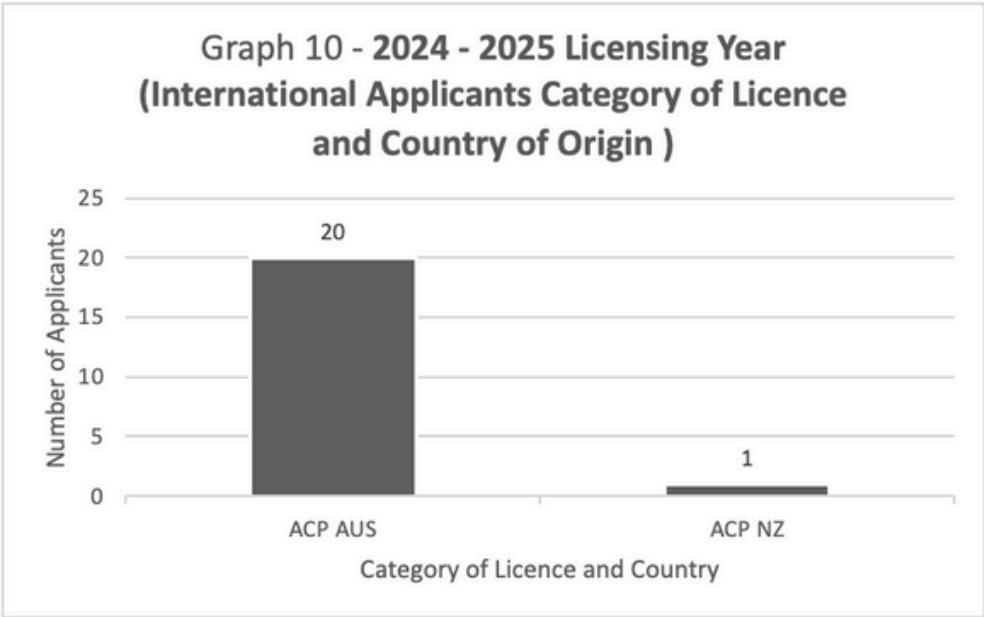 Graph 10 - 2024 - 2025 Licensing Year
(International Applicants Category of Licence
and Country of Origin )
Number of Applicants
25
20
15
10
5
0
20
1
ACP AUS
ACP NZ
Category of Licence and Country